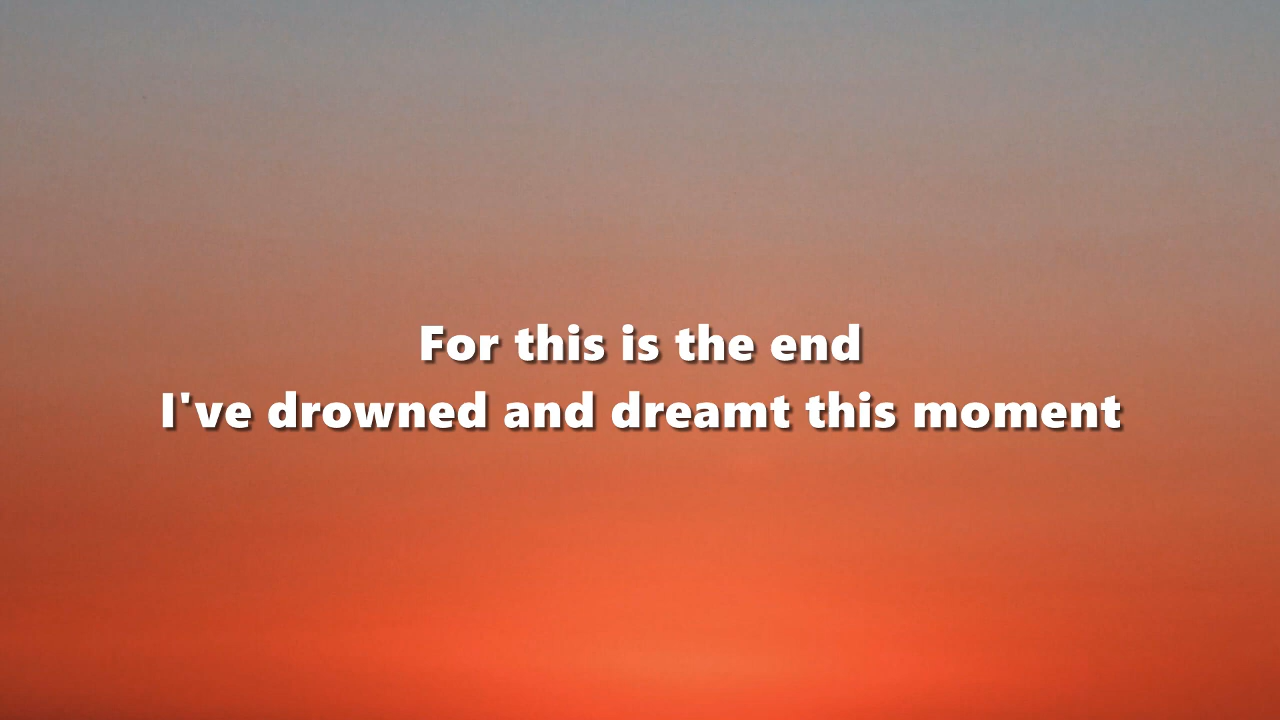 For this is the end
I've drowned and dreamt this moment